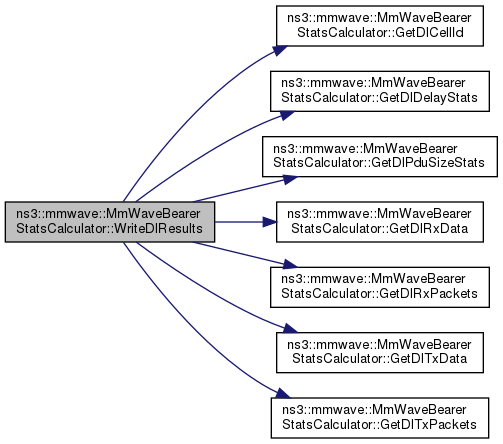 ns3::mmwave::MmWaveBearer
StatsCalculator::WriteDlResults
ns3::mmwave::MmWaveBearer
StatsCalculator::GetDlCellId
ns3::mmwave::MmWaveBearer
StatsCalculator::GetDlDelayStats
ns3::mmwave::MmWaveBearer
StatsCalculator::GetDlPduSizeStats
ns3::mmwave::MmWaveBearer
StatsCalculator::GetDlRxData
ns3::mmwave::MmWaveBearer
StatsCalculator::GetDlRxPackets
ns3::mmwave::MmWaveBearer
StatsCalculator::GetDlTxData
ns3::mmwave::MmWaveBearer
StatsCalculator::GetDlTxPackets